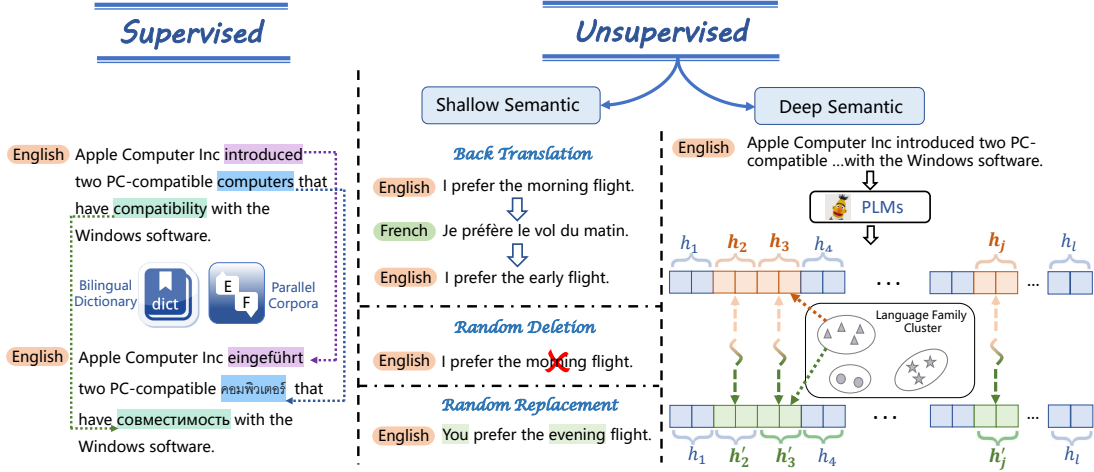 Supervised
English
Apple Computer Inc introduced
two PC-compatible computers that
have compatibility with the
Windows software.
Bilingual
Dictionary
dict
E
F
Parallel
Corpora
English
Apple Computer Inc eingeführt
two PC-compatible คอมพิวเตอร์ that
have совместимость with the
Windows software.
Unsupervised
Shallow Semantic
Deep Semantic
Back Translation
English I prefer the morning flight.
French Je préfère le vol du matin.
English I prefer the early flight.
Random Deletion
English I prefer the morning flight.
Random Replacement
English You prefer the evening flight.
English
Apple Computer Inc introduced two PC-
compatible ...with the Windows software.
PLMs
h₁ h₂ h₃ h₄ hⱼ hₗ
... ...
Language Family
Cluster
... ...
h₁ h₂′ h₃′ h₄ hⱼ′ hₗ